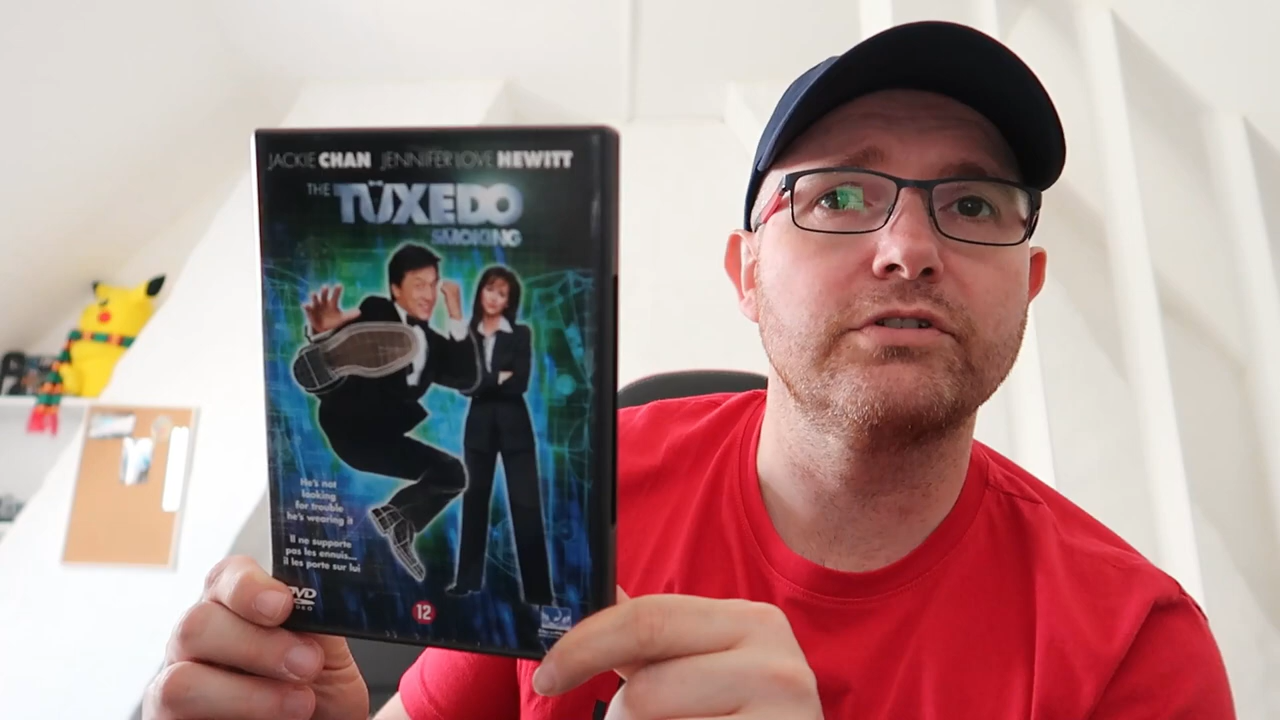 JACKIE CHAN JENNIFER LOVE HEWITT
THE TUXEDO
SMOKING
He's not
looking
for trouble
he's wearing it
Il ne supporte
pas les ennuis...
il les porte sur lui
DVD
VIDEO
12